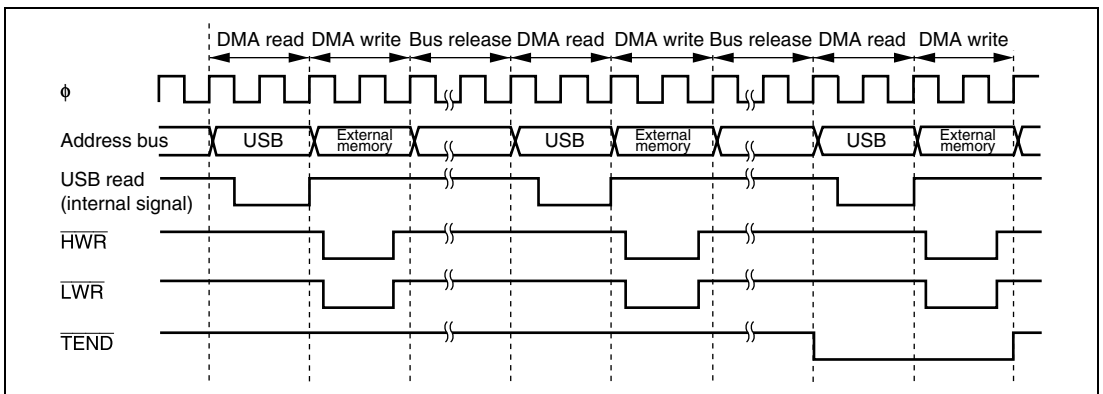 DMA read DMA write Bus release DMA read DMA write Bus release DMA read DMA write
ϕ
Address bus USB External memory USB External memory USB External memory
USB read
(internal signal)
HWR
LWR
TEND